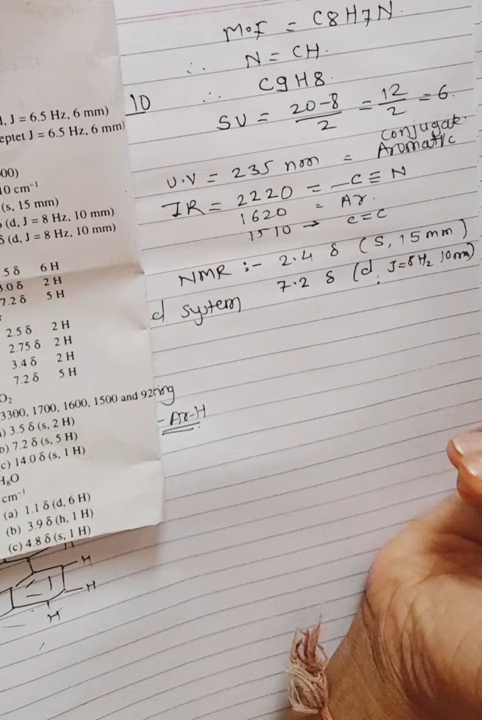 M.F = C8H7N.
∴ N = CH
10 ∴ C9H8.
SU = 20-8/2 = 12/2 = 6.
U.V = 235 nm = conjugat. Aromatic
IR = 2220 = -C≡N
1620 = Ar.
1510 → C=C
NMR :- 2.4 δ (S, 15 mm)
7.2 δ (d, J=8Hz 10mm)
d system
-Ar-H
, J = 6.5 Hz, 6 mm)
eptet J = 6.5 Hz, 6 mm)
00)
0 cm⁻¹
(s, 15 mm)
(d, J = 8 Hz, 10 mm)
δ (d, J = 8 Hz, 10 mm)
.5 δ 6 H
3.0 δ 2 H
7.2 δ 5 H
2.5 δ 2 H
2.75 δ 2 H
3.4 δ 2 H
7.2 δ 5 H
O₂
3300, 1700, 1600, 1500 and 920
) 3.5 δ (s, 2 H)
b) 7.2 δ (s, 5 H)
c) 14.0 δ (s, 1 H)
H₈O
cm⁻¹
(a) 1.1 δ (d, 6 H)
(b) 3.9 δ (h, 1 H)
(c) 4.8 δ (s, 1 H)
H
H
H